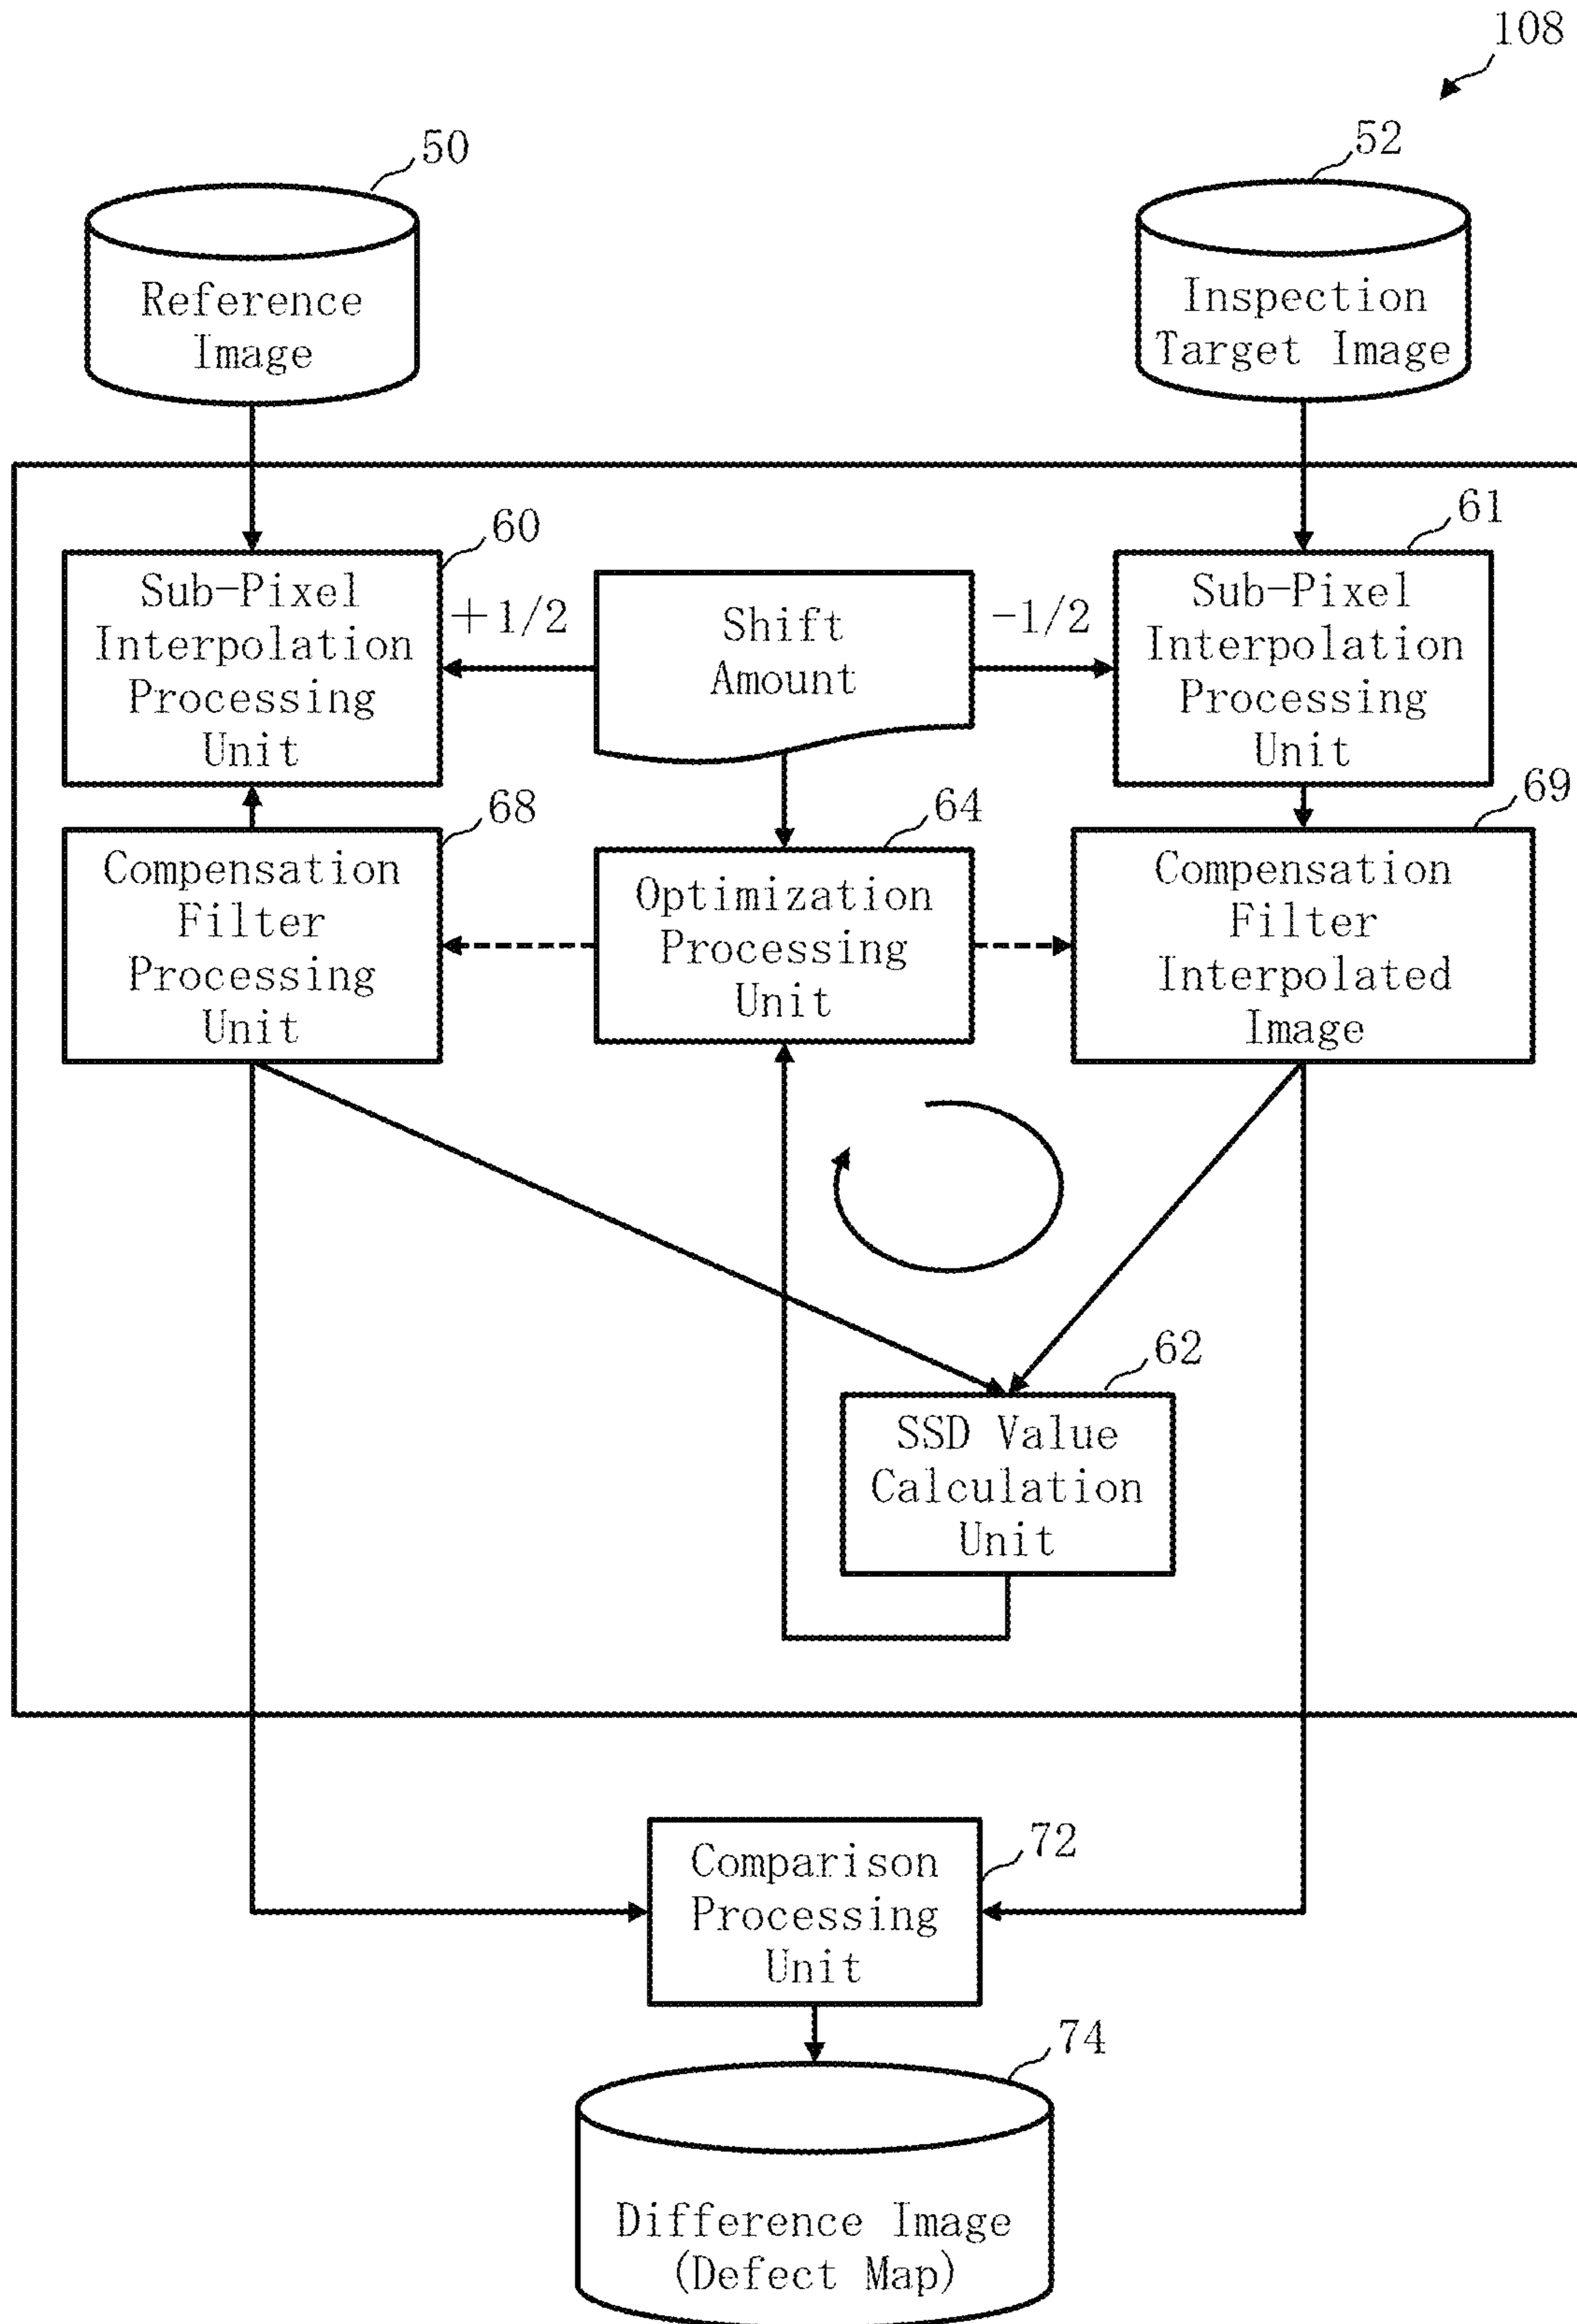 108
50
52
Reference
Image
Inspection
Target Image
60
61
Sub-Pixel
Interpolation
Processing
Unit
+1/2
Shift
Amount
-1/2
Sub-Pixel
Interpolation
Processing
Unit
68
64
69
Compensation
Filter
Processing
Unit
Optimization
Processing
Unit
Compensation
Filter
Interpolated
Image
62
SSD Value
Calculation
Unit
72
Comparison
Processing
Unit
74
Difference Image
(Defect Map)